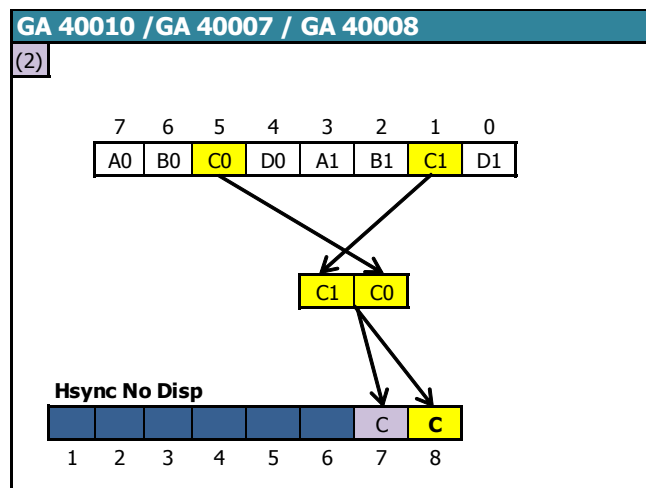 GA 40010 /GA 40007 / GA 40008
(2)
7 6 5 4 3 2 1 0
A0 B0 C0 D0 A1 B1 C1 D1
C1 C0
Hsync No Disp
C C
1 2 3 4 5 6 7 8